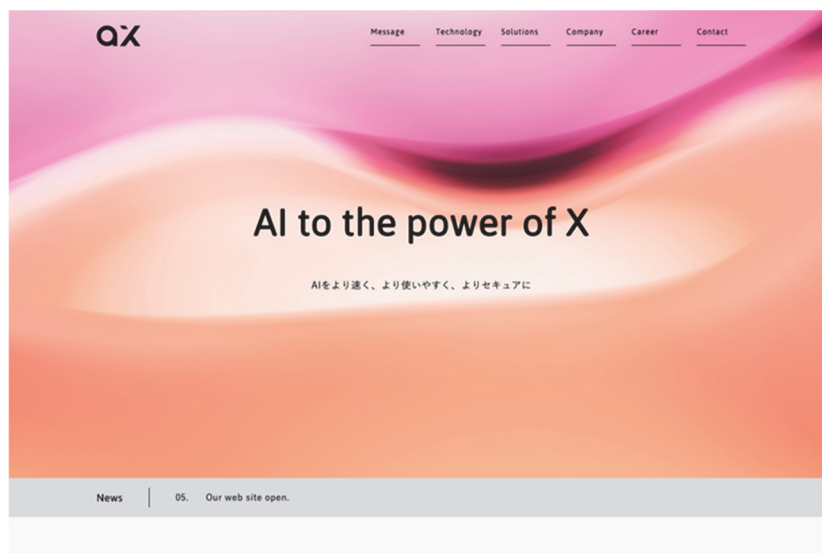 ax
Message Technology Solutions Company Career Contact
AI to the power of X
AIをより速く、より使いやすく、よりセキュアに
News 05. Our web site open.